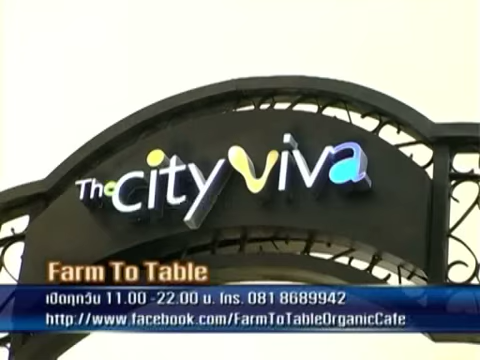 The city viva
Farm To Table
เปิดทุกวัน 11.00 -22.00 น. โทร. 081 8689942
http://www.facebook.com/FarmToTableOrganicCafe